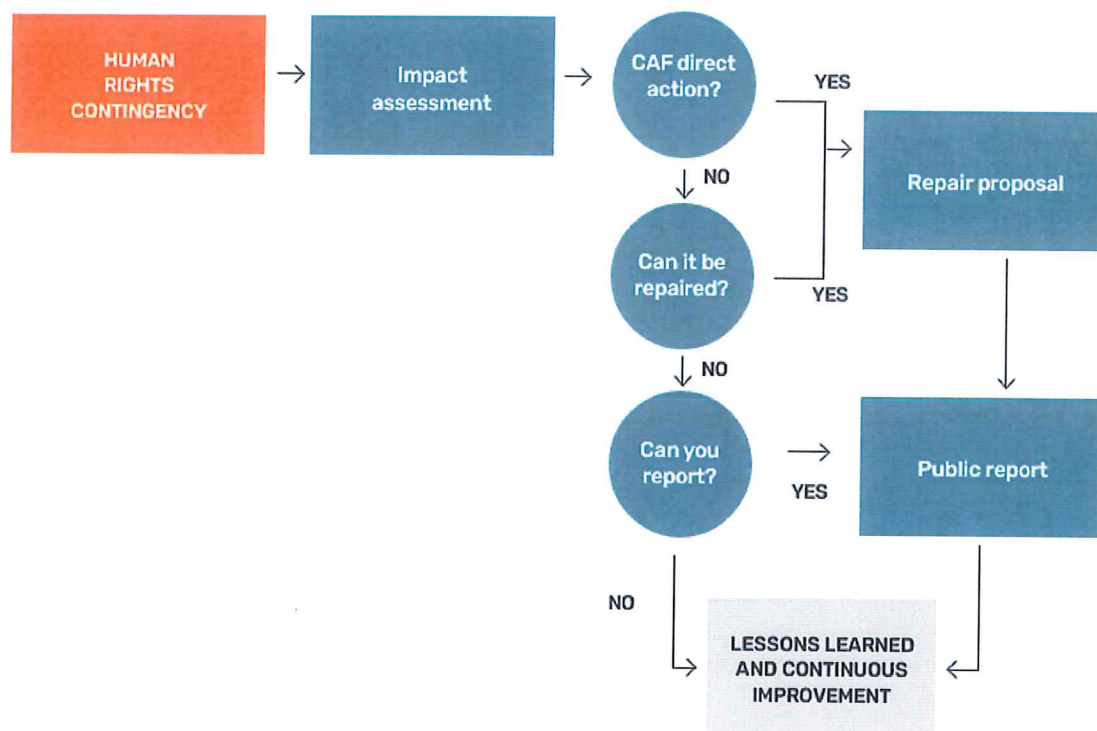 HUMAN
RIGHTS
CONTINGENCY
Impact
assessment
CAF direct
action?
YES
NO
Repair proposal
Can it be
repaired?
YES
NO
Can you
report?
YES
Public report
NO
LESSONS LEARNED
AND CONTINUOUS
IMPROVEMENT